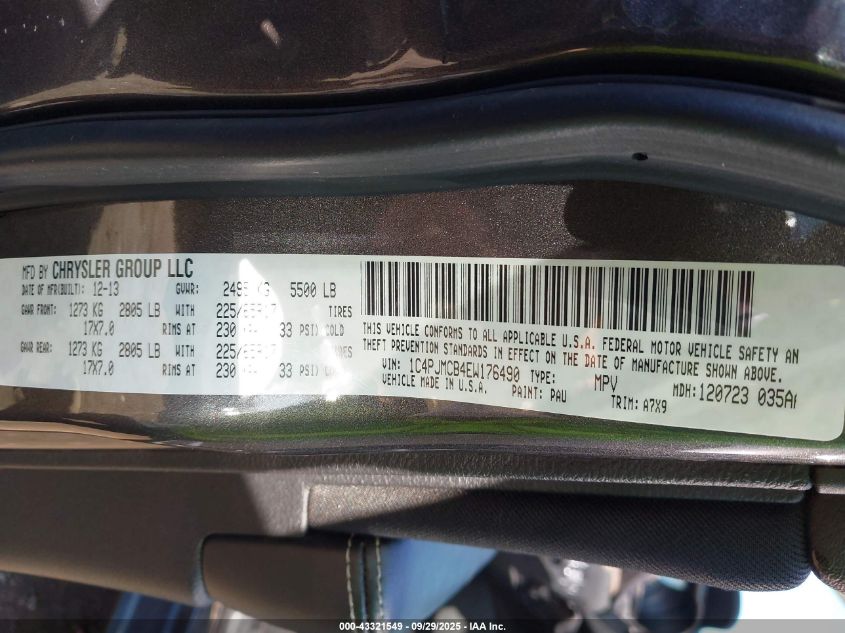 MFD BY CHRYSLER GROUP LLC
DATE OF MFR(BUILT): 12-13 GVWR: 2495 KG 5500 LB
GAWR FRONT: 1273 KG 2805 LB WITH TIRES
17X7.0 RIMS AT 230 33 PSI) COLD
GAWR REAR: 1273 KG 2805 LB WITH
17X7.0 RIMS AT 230 33 PSI) COLD
THIS VEHICLE CONFORMS TO ALL APPLICABLE U.S.A. FEDERAL MOTOR VEHICLE SAFETY AN
THEFT PREVENTION STANDARDS IN EFFECT ON THE DATE OF MANUFACTURE SHOWN ABOVE.
VIN: 1C4PJMCB4EW176490 TYPE: MPV MDH: 120723 035A
VEHICLE MADE IN U.S.A. PAINT: PAU TRIM: A7X9
000-43321549 - 09/29/2025 - IAA Inc.